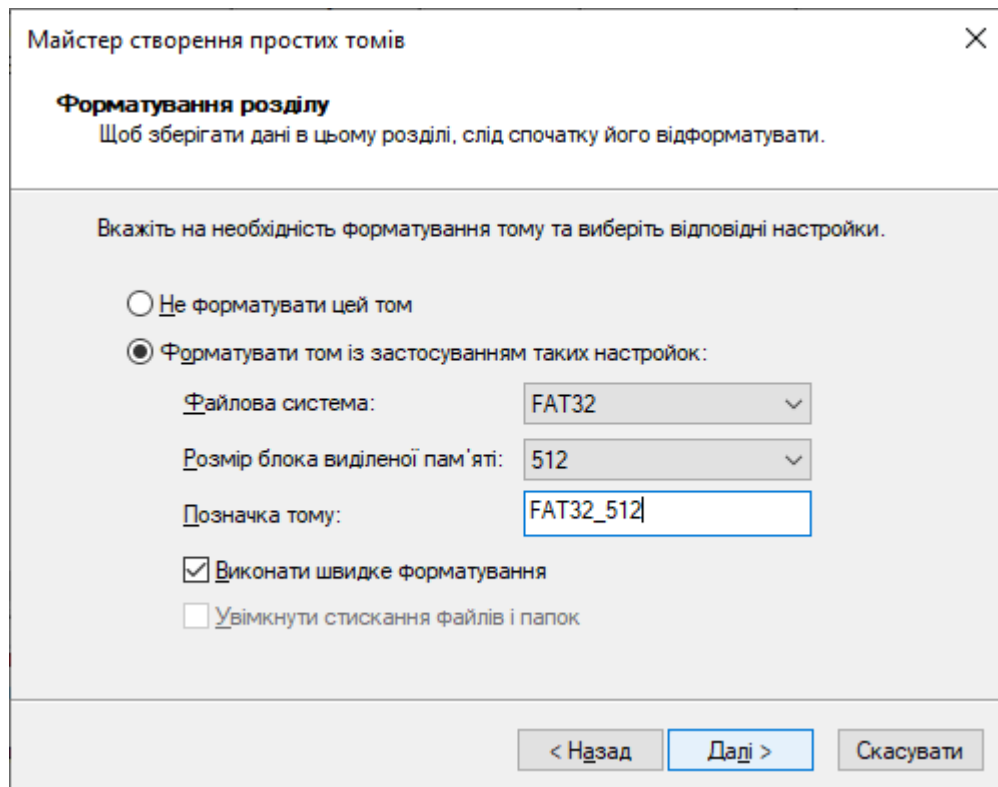 Майстер створення простих томів
Форматування розділу
Щоб зберігати дані в цьому розділі, слід спочатку його відформатувати.
Вкажіть на необхідність форматування тому та виберіть відповідні настройки.
Не форматувати цей том
Форматувати том із застосуванням таких настройок:
Файлова система: FAT32
Розмір блока виділеної пам'яті: 512
Позначка тому: FAT32_512
Виконати швидке форматування
Увімкнути стискання файлів і папок
< Назад Далі > Скасувати